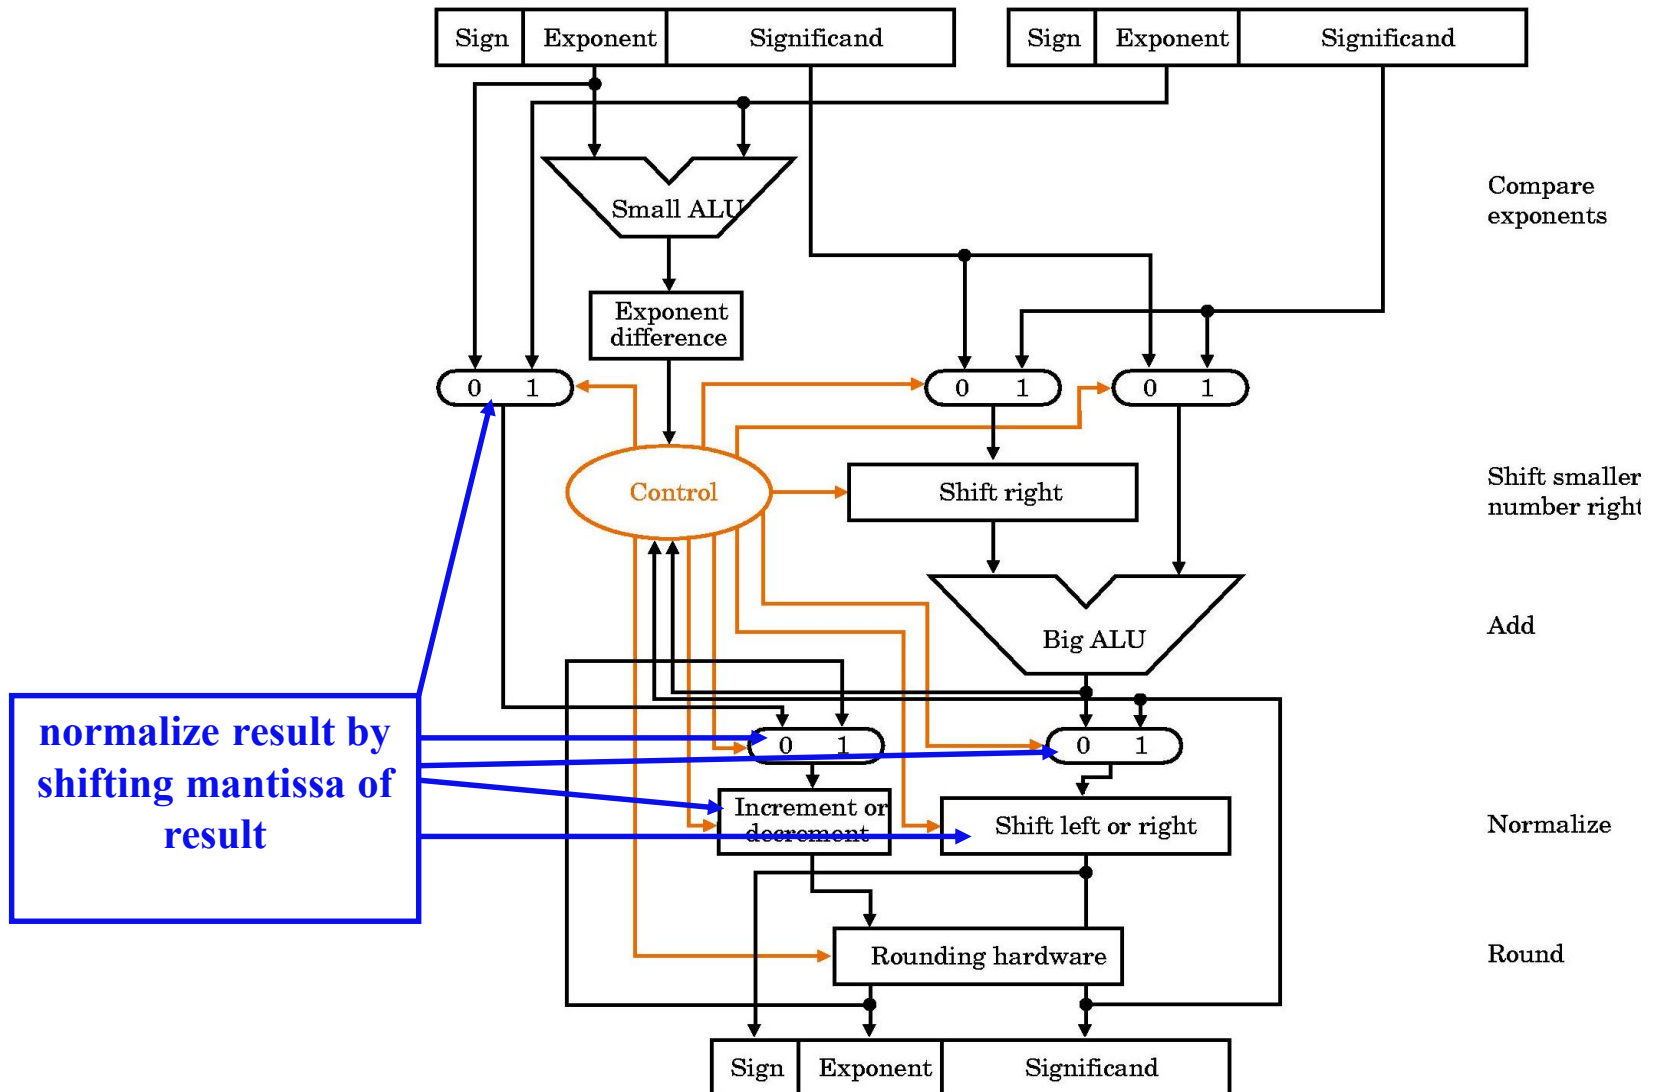 Sign Exponent Significand
Sign Exponent Significand
Compare
exponents
Small ALU
Exponent
difference
0 1
0 1
0 1
Control
Shift right
Shift smaller
number right
Big ALU
Add
normalize result by
shifting mantissa of
result
0 1
0 1
Increment or
decrement
Shift left or right
Normalize
Rounding hardware
Round
Sign Exponent Significand